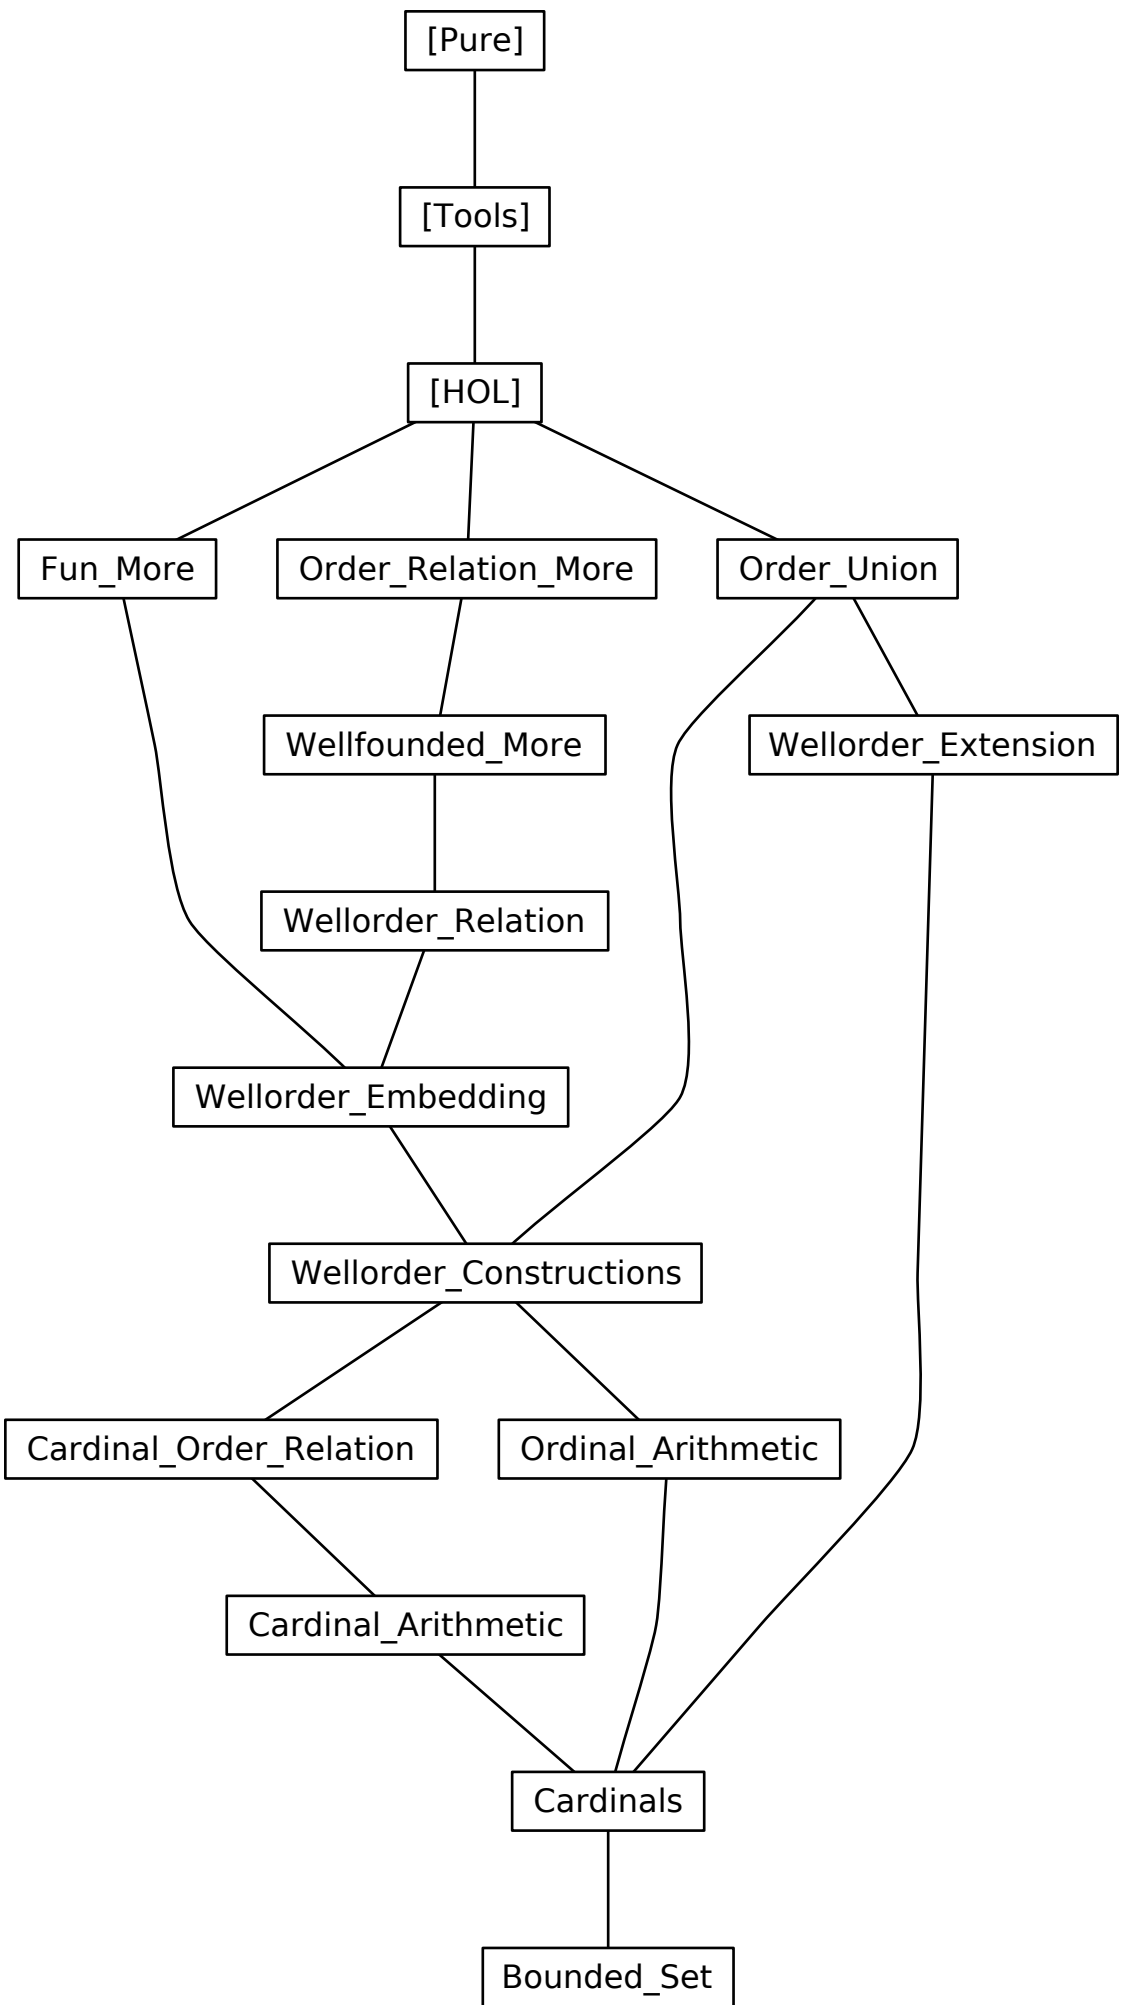 [Pure]
[Tools]
[HOL]
Fun_More
Order_Relation_More
Order_Union
Wellfounded_More
Wellorder_Extension
Wellorder_Relation
Wellorder_Embedding
Wellorder_Constructions
Cardinal_Order_Relation
Ordinal_Arithmetic
Cardinal_Arithmetic
Cardinals
Bounded_Set